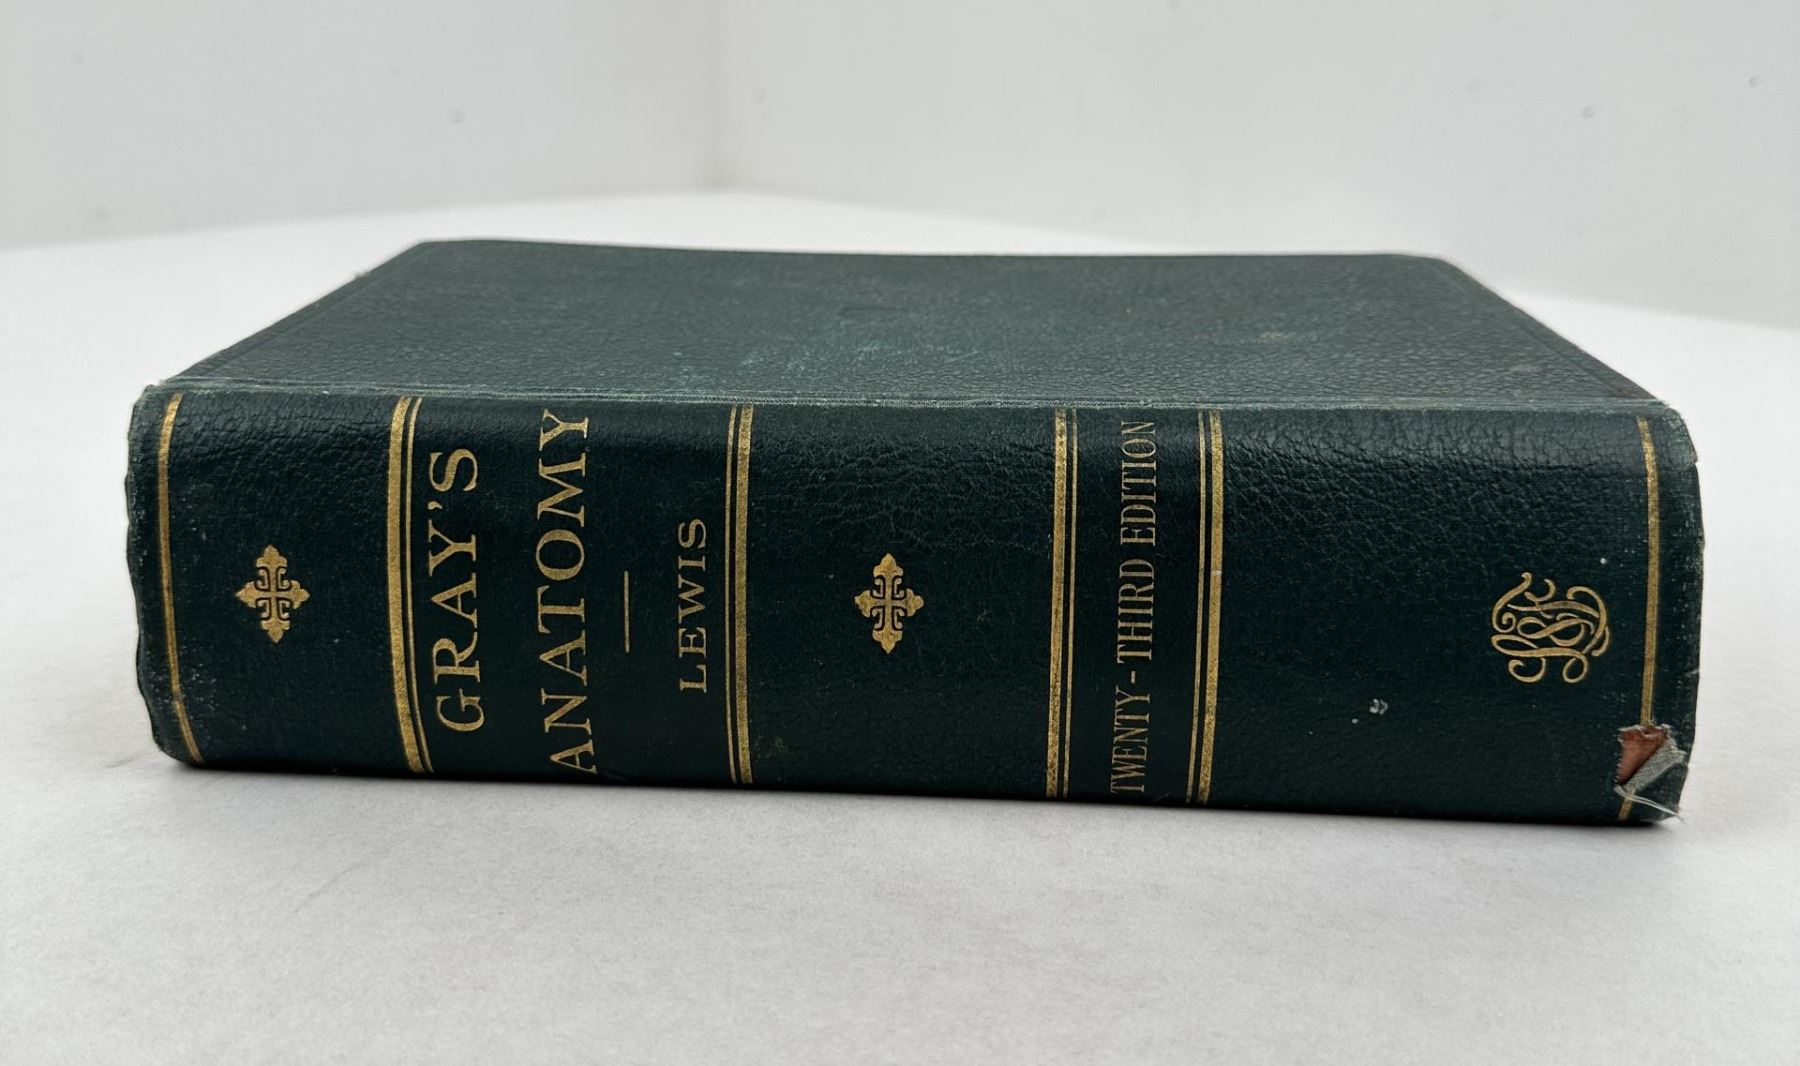 GRAY'S
ANATOMY
LEWIS
TWENTY-THIRD EDITION